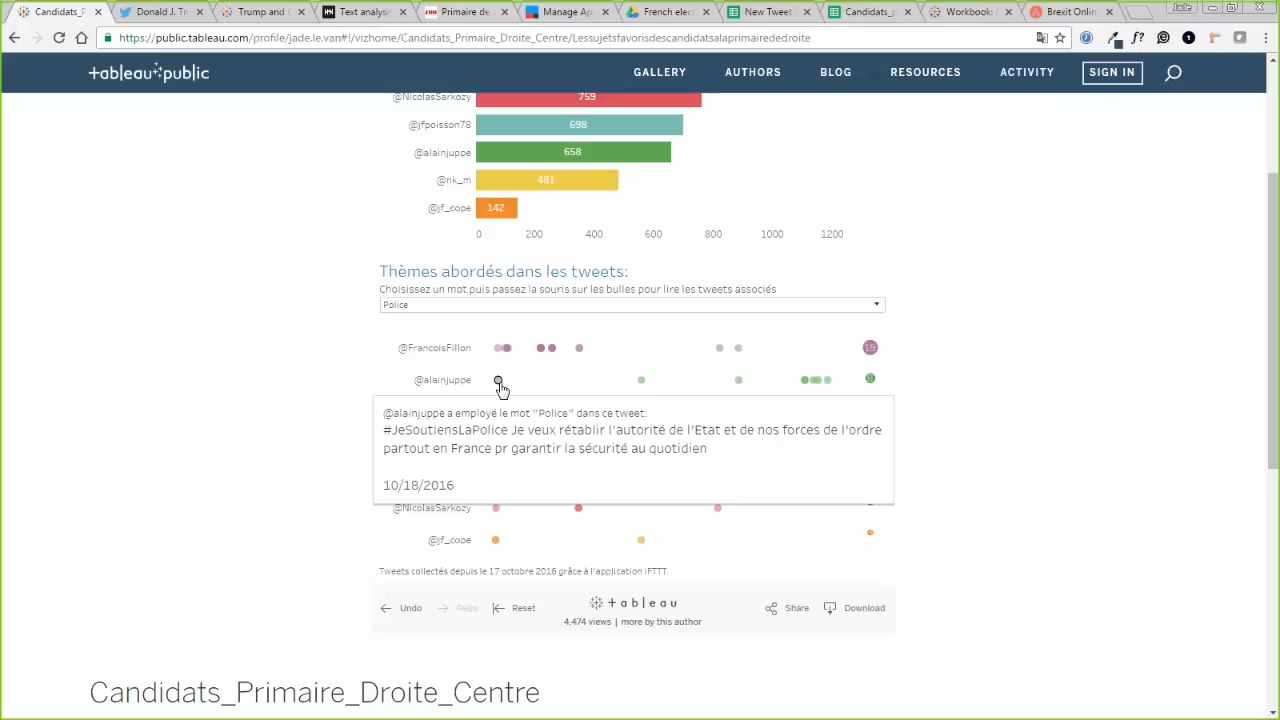 Candidats_P
Donald J. Tr
Trump and C
Text analysi
Primaire de
Manage Ap
French elec
New Tweet
Candidats_p
Workbook
Brexit Onlin
https://public.tableau.com/profile/jade.le.van#!/vizhome/Candidats_Primaire_Droite_Centre/Lessujetsfavorisdescandidatsalaprimairededroite
+ableau+public
GALLERY AUTHORS BLOG RESOURCES ACTIVITY SIGN IN
@NicolasSarkozy 759
@jfpoisson78 698
@alainjuppe 658
@nk_m 481
@jf_cope 142
0 200 400 600 800 1000 1200
Thèmes abordés dans les tweets:
Choisissez un mot puis passez la souris sur les bulles pour lire les tweets associés
Police
@FrancoisFillon 15
@alainjuppe 8
@alainjuppe a employé le mot "Police" dans ce tweet:
#JeSoutiensLaPolice Je veux rétablir l'autorité de l'Etat et de nos forces de l'ordre
partout en France pr garantir la sécurité au quotidien
10/18/2016
@NicolasSarkozy
@jf_cope
Tweets collectés depuis le 17 octobre 2016 grâce à l'application IFTTT.
Undo Redo Reset
+ableau
Share Download
4,474 views | more by this author
Candidats_Primaire_Droite_Centre